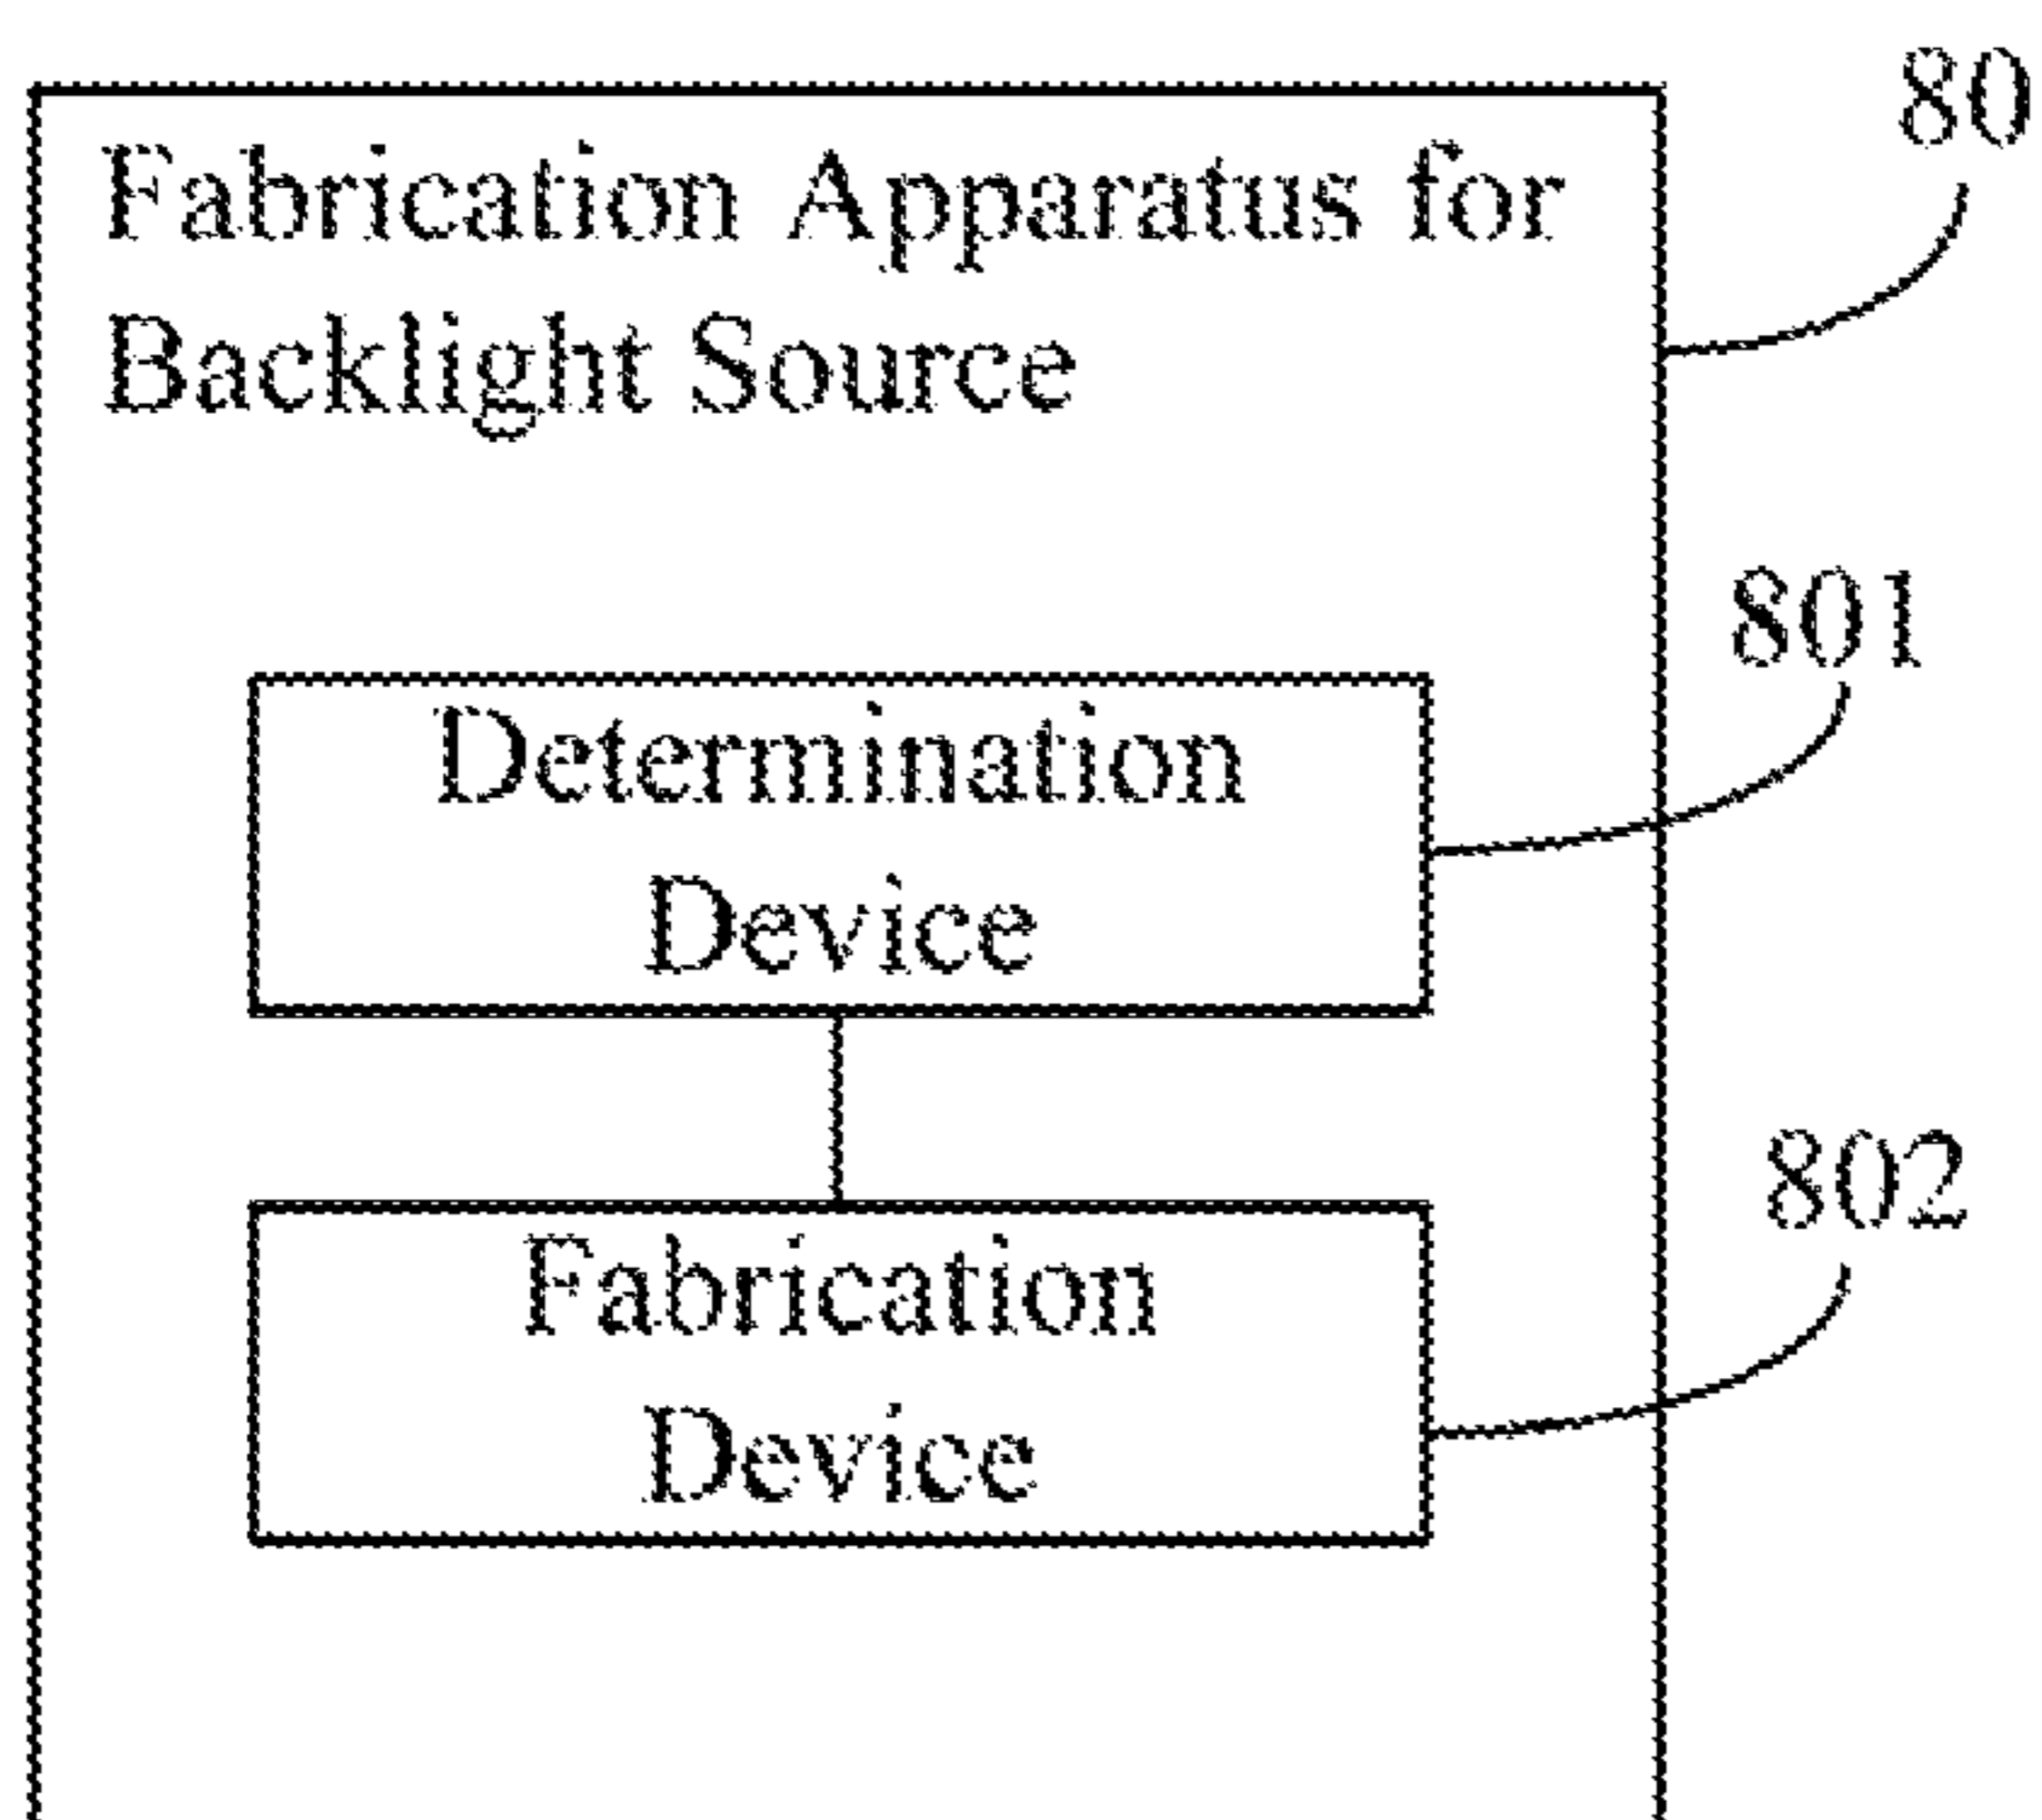 80
Fabrication Apparatus for
Backlight Source
801
Determination
Device
802
Fabrication
Device